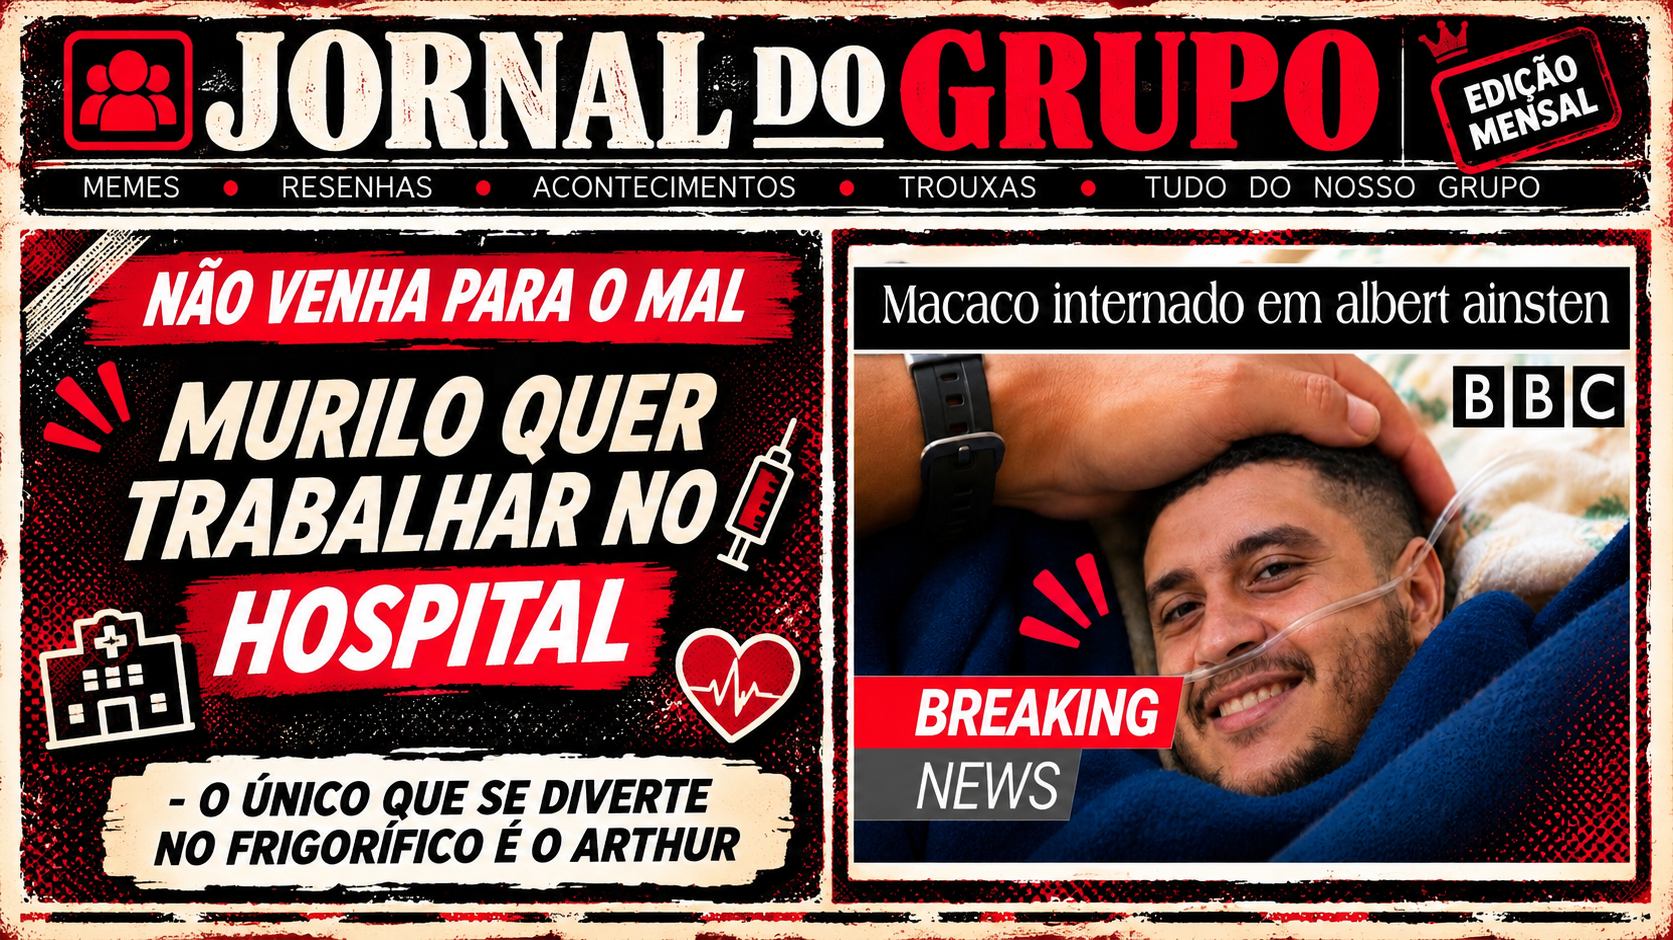 JORNAL DO GRUPO
EDIÇÃO
MENSAL
MEMES • RESENHAS • ACONTECIMENTOS • TROUXAS • TUDO DO NOSSO GRUPO
NÃO VENHA PARA O MAL
MURILO QUER
TRABALHAR NO
HOSPITAL
- O ÚNICO QUE SE DIVERTE
NO FRIGORÍFICO É O ARTHUR
Macaco internado em albert ainsten
BBC
BREAKING
NEWS